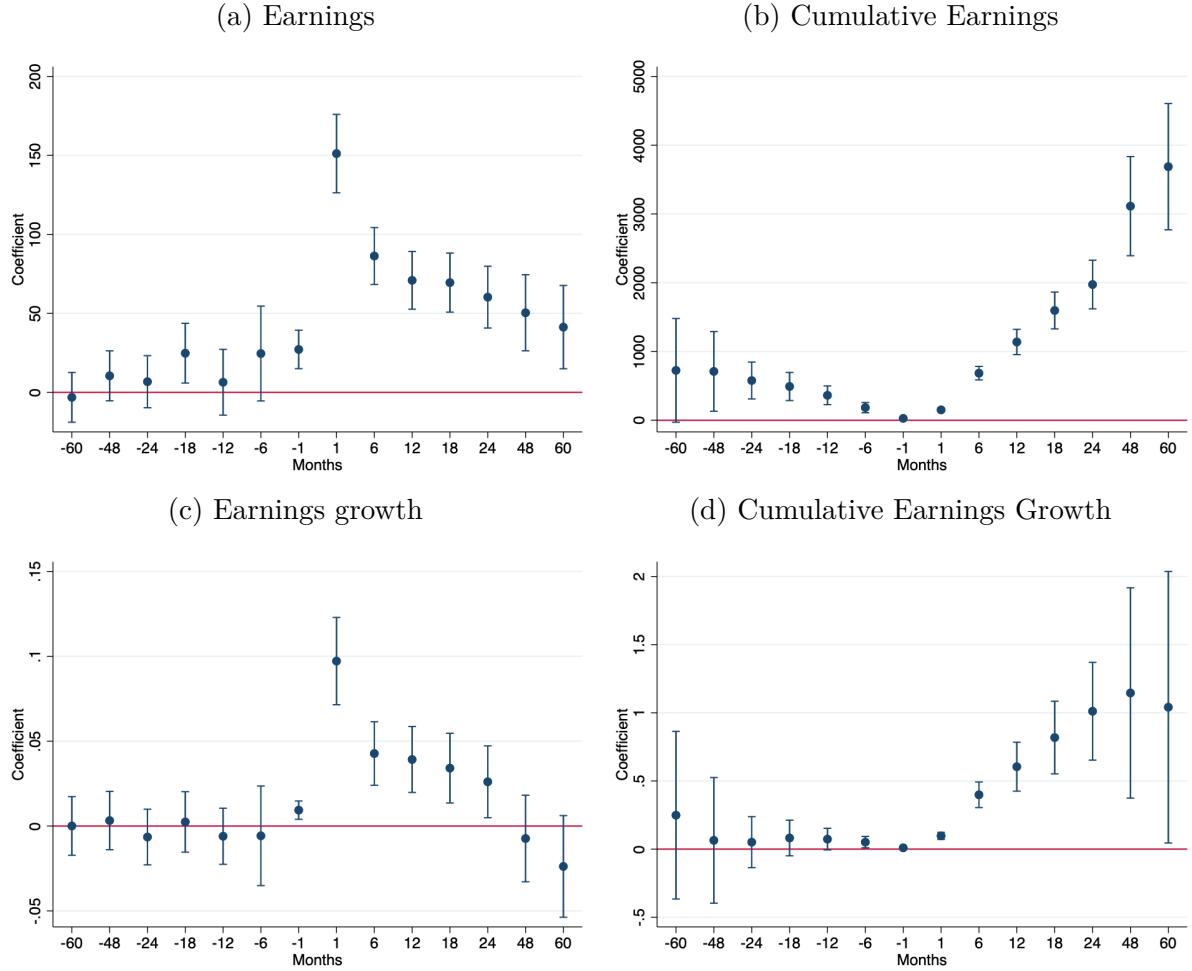 (a) Earnings
200
150
100
50
0
Coefficient
-60 -48 -24 -18 -12 -6 -1 1 6 12 18 24 48 60
Months
(b) Cumulative Earnings
5000
4000
3000
2000
1000
0
Coefficient
-60 -48 -24 -18 -12 -6 -1 1 6 12 18 24 48 60
Months
(c) Earnings growth
.15
.1
.05
0
-.05
Coefficient
-60 -48 -24 -18 -12 -6 -1 1 6 12 18 24 48 60
Months
(d) Cumulative Earnings Growth
2
1.5
1
.5
0
-.5
Coefficient
-60 -48 -24 -18 -12 -6 -1 1 6 12 18 24 48 60
Months